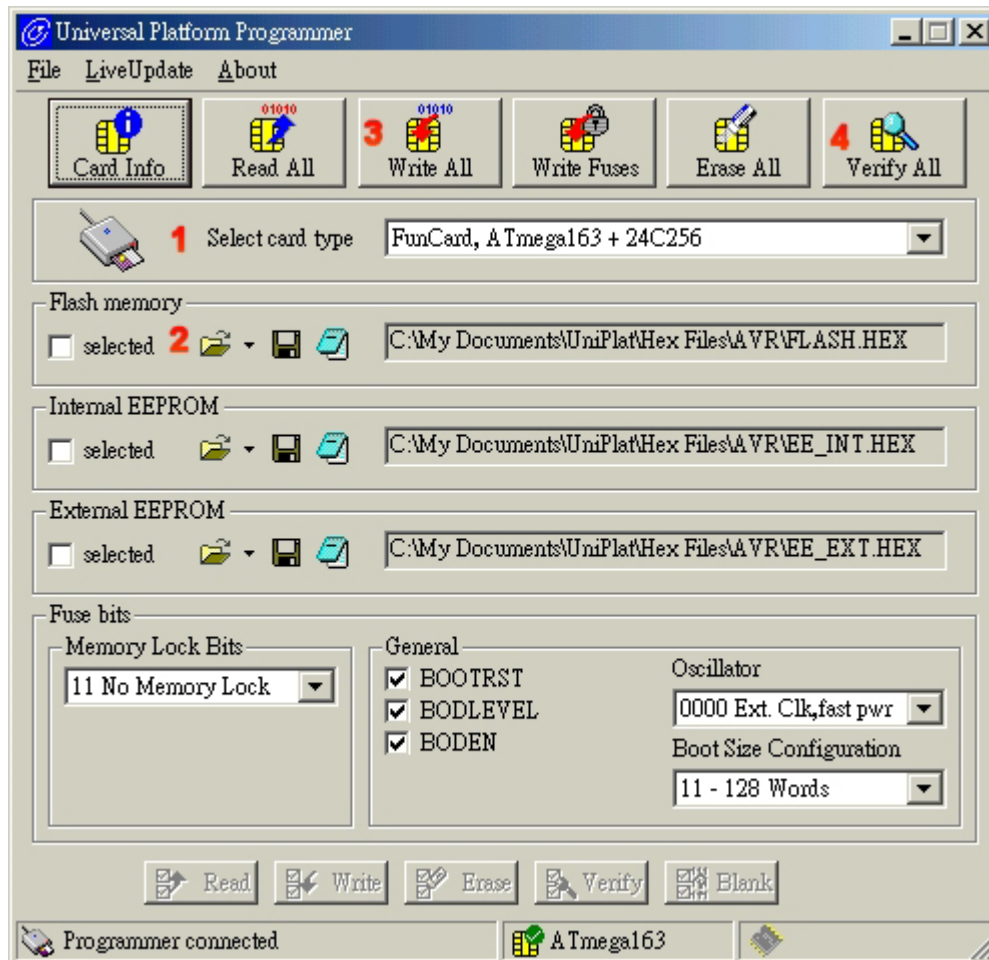 Universal Platform Programmer
File LiveUpdate About
01010 01010
3 4
Card Info Read All Write All Write Fuses Erase All Verify All
1 Select card type FunCard, ATmega163 + 24C256
Flash memory
selected 2 C:\My Documents\UniPlat\Hex Files\AVR\FLASH.HEX
Internal EEPROM
selected C:\My Documents\UniPlat\Hex Files\AVR\EE_INT.HEX
External EEPROM
selected C:\My Documents\UniPlat\Hex Files\AVR\EE_EXT.HEX
Fuse bits
Memory Lock Bits
11 No Memory Lock
General
BOOTRST
BODLEVEL
BODEN
Oscillator
0000 Ext. Clk,fast pwr
Boot Size Configuration
11 - 128 Words
Read Write Erase Verify Blank
Programmer connected ATmega163